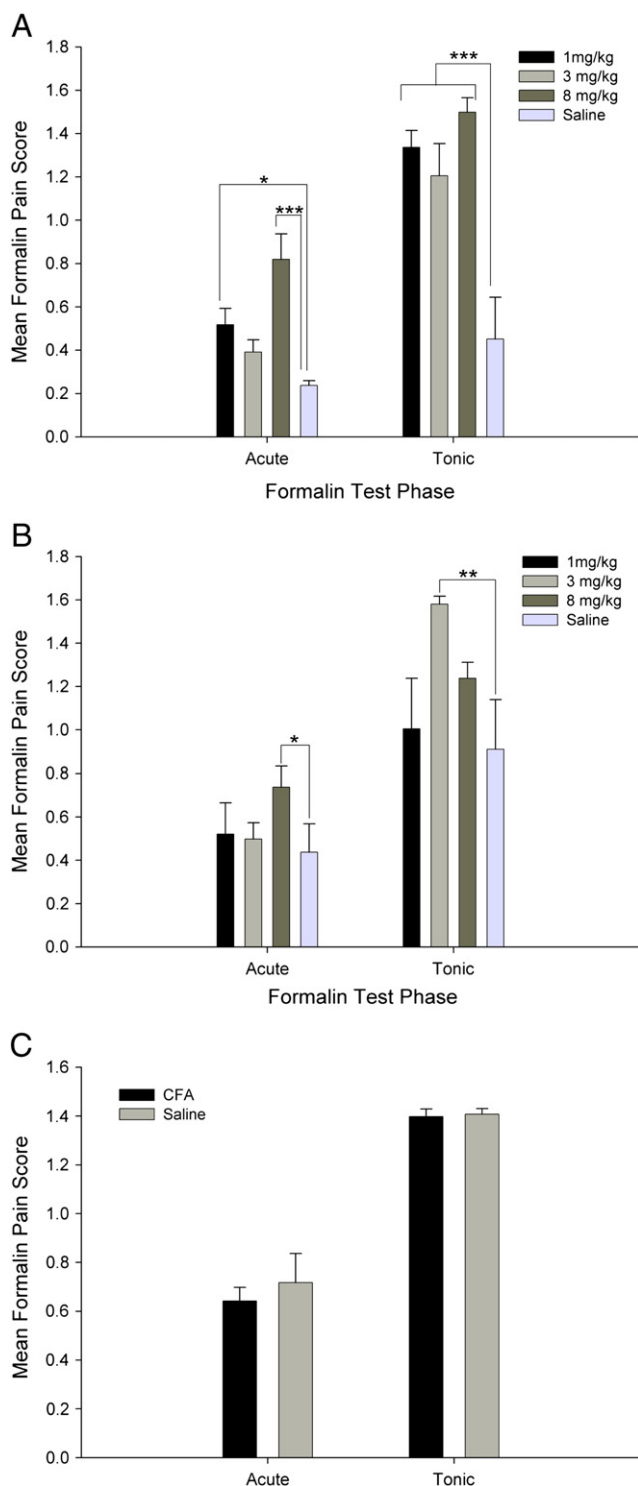 A
1mg/kg
3 mg/kg
8 mg/kg
Saline
***
*
***
Mean Formalin Pain Score
1.8
1.6
1.4
1.2
1.0
0.8
0.6
0.4
0.2
0.0
Acute Tonic
Formalin Test Phase
B
1mg/kg
3 mg/kg
8 mg/kg
Saline
**
*
Mean Formalin Pain Score
1.8
1.6
1.4
1.2
1.0
0.8
0.6
0.4
0.2
0.0
Acute Tonic
Formalin Test Phase
C
CFA
Saline
Mean Formalin Pain Score
1.6
1.4
1.2
1.0
0.8
0.6
0.4
0.2
0.0
Acute Tonic